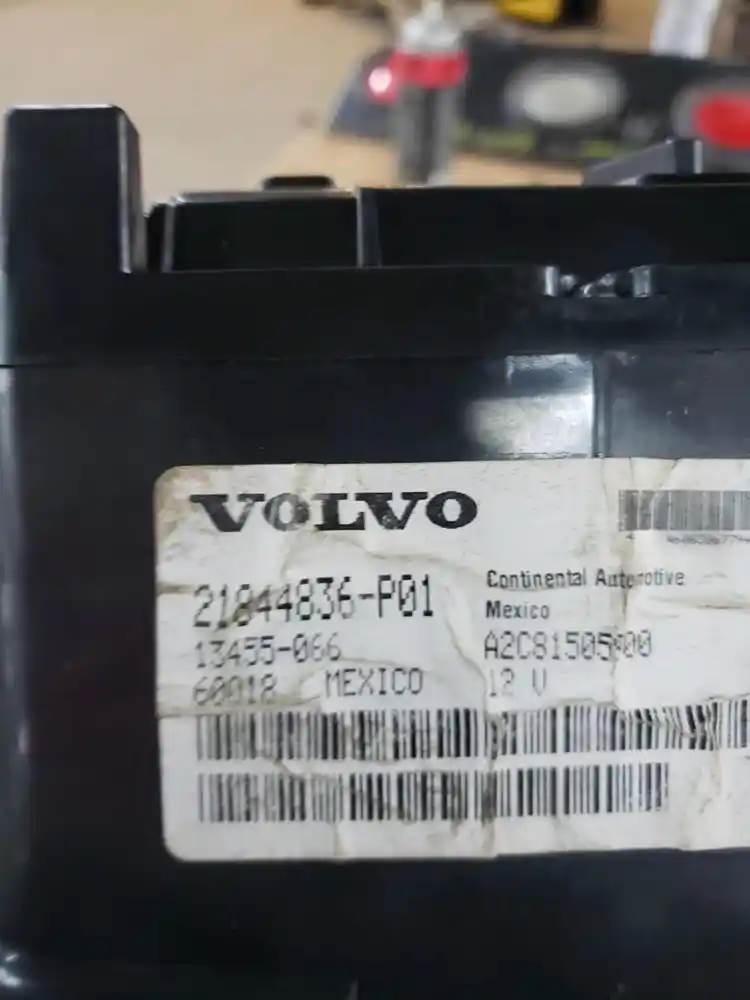 VOLVO
21844836-P01
Continental Automotive
Mexico
13455-066
60018 MEXICO
12 V